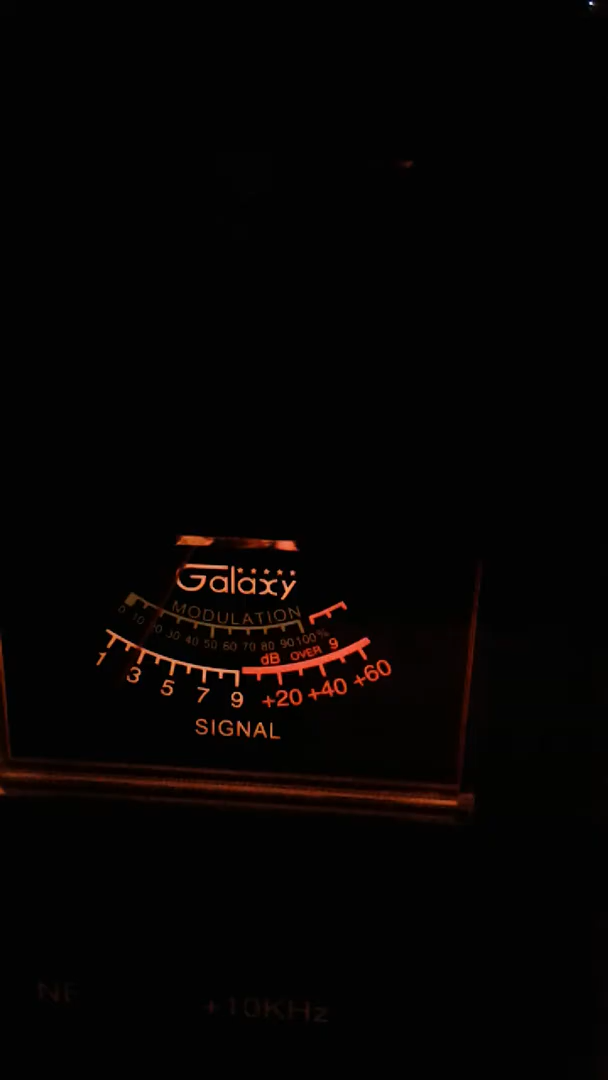 Galaxy
MODULATION
0 10 20 30 40 50 60 70 80 90 100 %
dB OVER 9
1 3 5 7 9 +20 +40 +60
SIGNAL
+10KHz